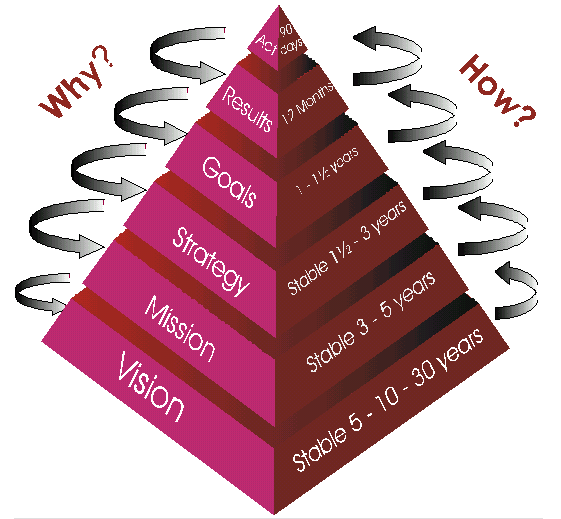 Why?
How?
Act
90
days
Results
Months
Goals
1 - 1½ years
Strategy
Stable 1½ - 3 years
Mission
Stable 3 - 5 years
Vision
Stable 5 - 10 - 30 years